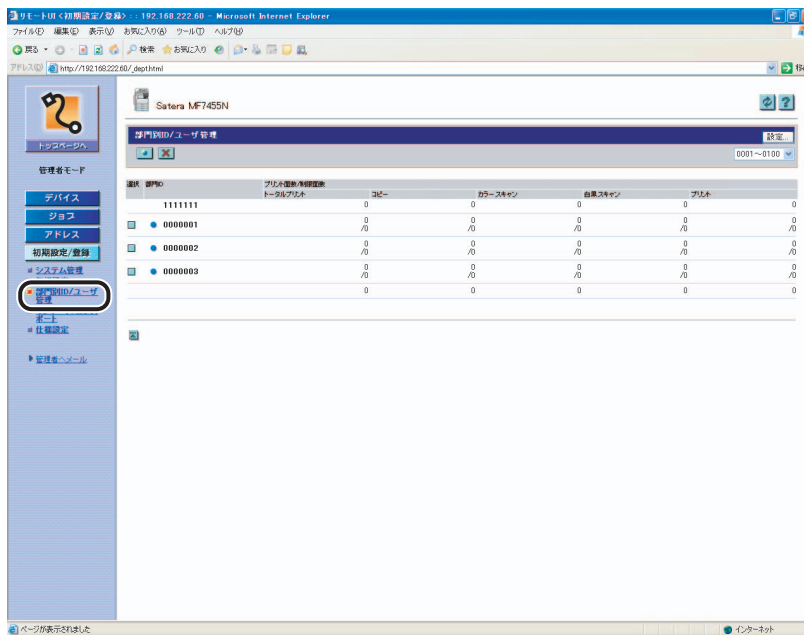 リモートUI <初期設定/登録> : : 192.168.222.60 - Microsoft Internet Explorer
ファイル(F) 編集(E) 表示(V) お気に入り(A) ツール(T) ヘルプ(H)
戻る 検索 お気に入り
アドレス(D) http://192.168.222.60/_dept.html
Satera MF7455N
トップページへ
部門別ID/ユーザ管理
設定...
0001～0100
管理者モード
デバイス
ジョブ
アドレス
初期設定/登録
システム管理
部門別ID/ユーザ
管理
ポート
仕様設定
管理者へメール
選択 部門ID プリント面数/制限面数
トータルプリント コピー カラースキャン 白黒スキャン プリント
1111111 0 0 0 0 0
0000001 0 0 0 0 0
/0 /0 /0 /0 /0
0000002 0 0 0 0 0
/0 /0 /0 /0 /0
0000003 0 0 0 0 0
/0 /0 /0 /0 /0
0 0 0 0 0
ページが表示されました
インターネット